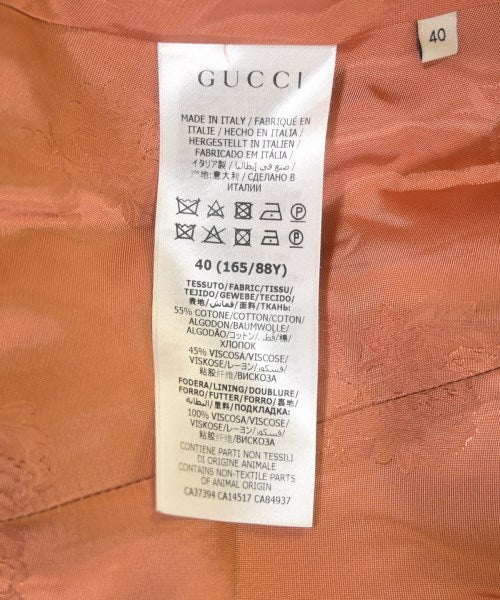 40
GUCCI
MADE IN ITALY / FABRIQUÉ EN
ITALIE / HECHO EN ITALIA /
HERGESTELLT IN ITALIEN /
FABRICADO EM ITÁLIA /
イタリア製 / صنع في إيطاليا /
产地:意大利 / СДЕЛАНО В
ИТАЛИИ
40 (165/88Y)
TESSUTO/FABRIC/TISSU/
TEJIDO/GEWEBE/TECIDO/
表地/قماش/面料/ТКАНЬ:
55% COTONE/COTTON/COTON/
ALGODON/BAUMWOLLE/
ALGODÃO/コットン/قطن/棉/
ХЛОПОК
45% VISCOSA/VISCOSE/
VISKOSE/レーヨン/فسكوز/
粘胶纤维/ВИСКОЗА
FODERA/LINING/DOUBLURE/
FORRO/FUTTER/FORRO/裏地
/البطانة/里料/ПОДКЛАДКА:
100% VISCOSA/VISCOSE/
VISKOSE/レーヨン/فسكوز/
粘胶纤维/ВИСКОЗА
CONTIENE PARTI NON TESSILI
DI ORIGINE ANIMALE
CONTAINS NON-TEXTILE PARTS
OF ANIMAL ORIGIN
CA37394 CA14517 CA84937